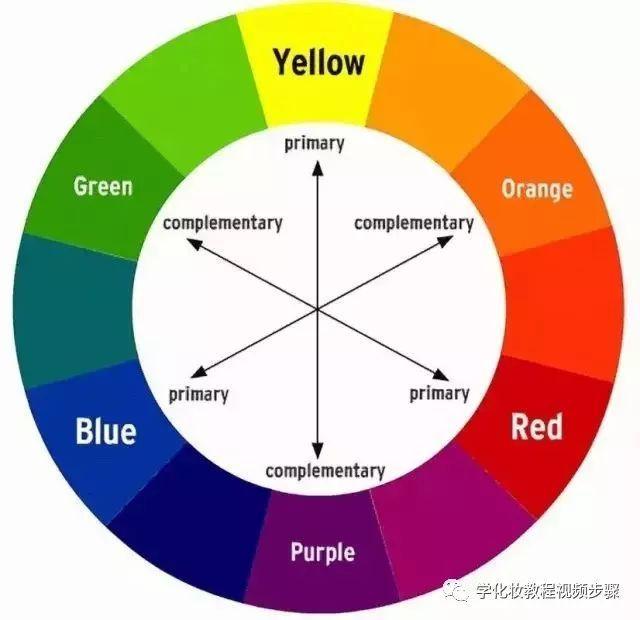 Yellow
primary
Green
Orange
complementary
complementary
primary
primary
Blue
Red
complementary
Purple
学化妆教程视频步骤